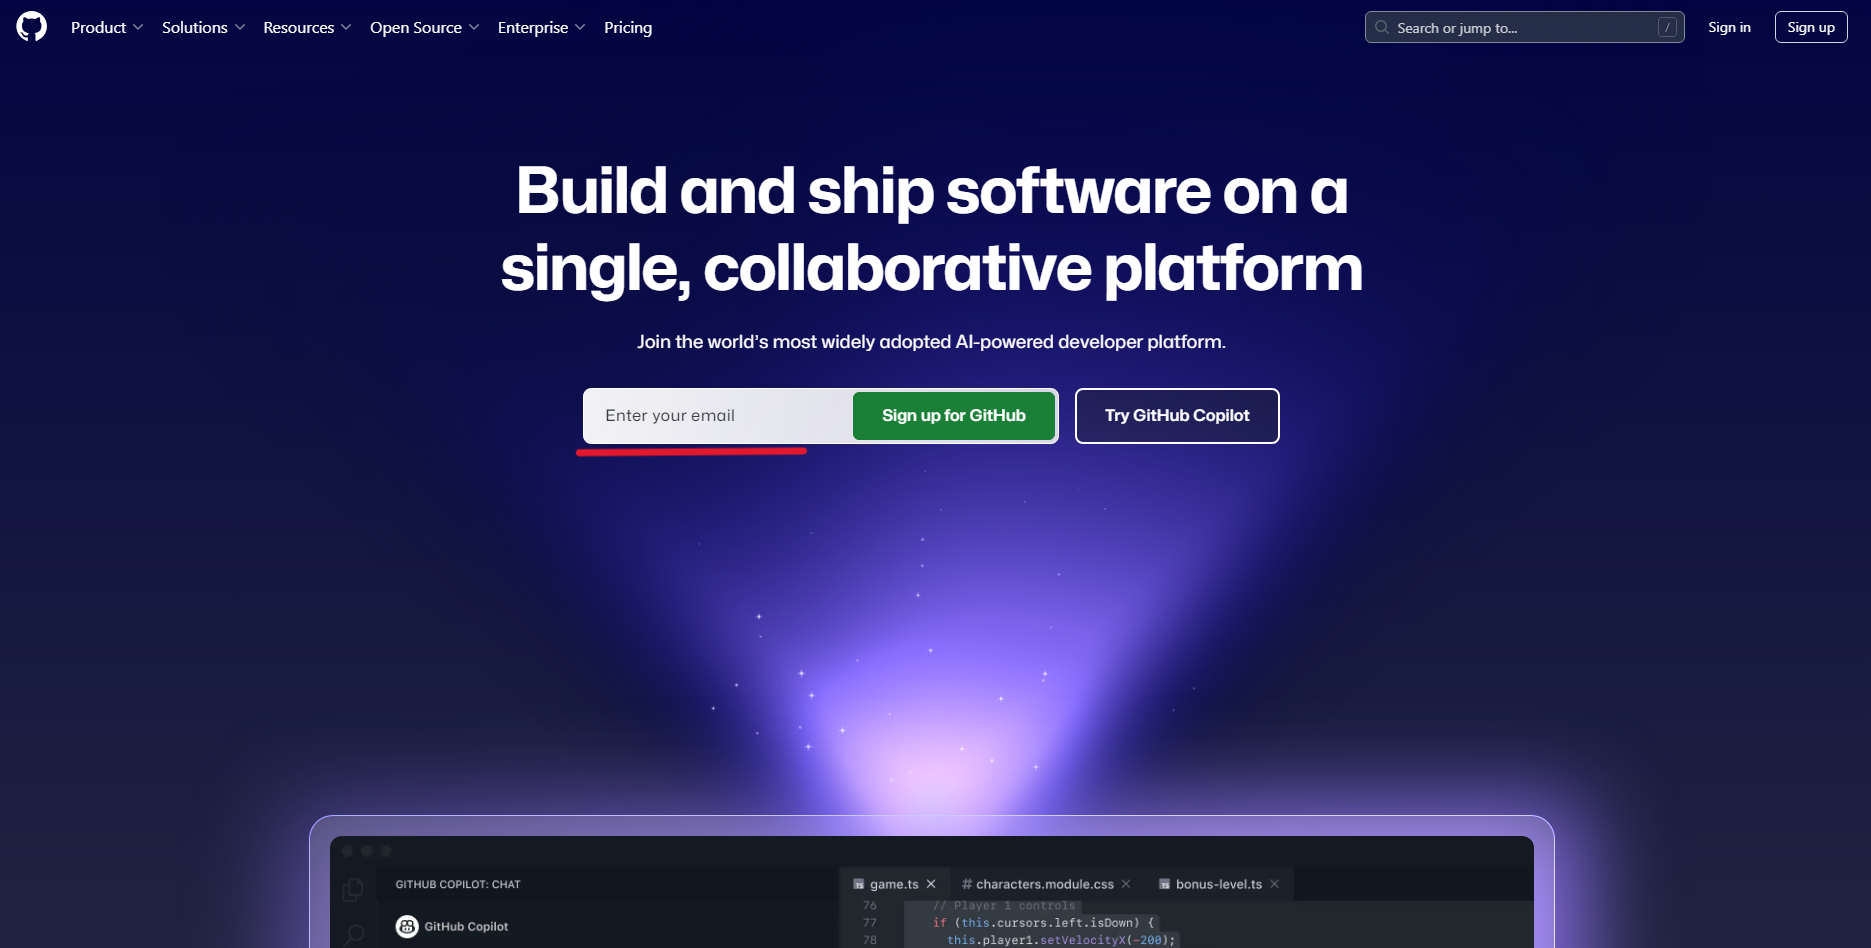 Product Solutions Resources Open Source Enterprise Pricing Search or jump to... / Sign in Sign up
Build and ship software on a
single, collaborative platform
Join the world's most widely adopted AI-powered developer platform.
Enter your email Sign up for GitHub Try GitHub Copilot
GITHUB COPILOT: CHAT
GitHub Copilot
TS game.ts # characters.module.css TS bonus-level.ts
76 // Player 1 controls
77 if (this.cursors.left.isDown) {
78 this.player1.setVelocityX(-200);